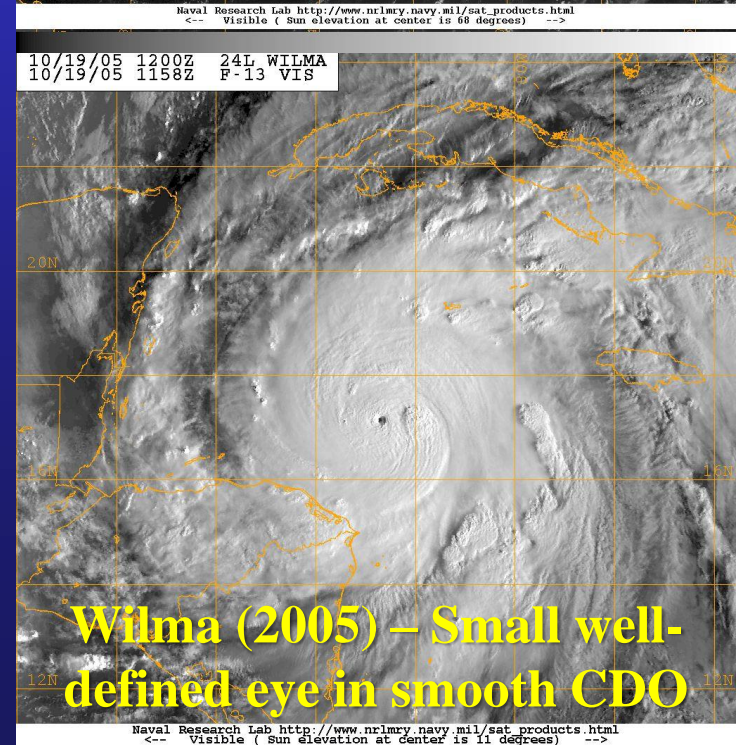 Naval Research Lab http://www.nrlmry.navy.mil/sat_products.html
<-- Visible ( Sun elevation at center is 68 degrees) -->
10/19/05 1200Z 24L WILMA
10/19/05 1158Z F-13 VIS
20N
16N 16N
Wilma (2005) – Small well-
defined eye in smooth CDO
12N 12N
Naval Research Lab http://www.nrlmry.navy.mil/sat_products.html
<-- Visible ( Sun elevation at center is 11 degrees) -->